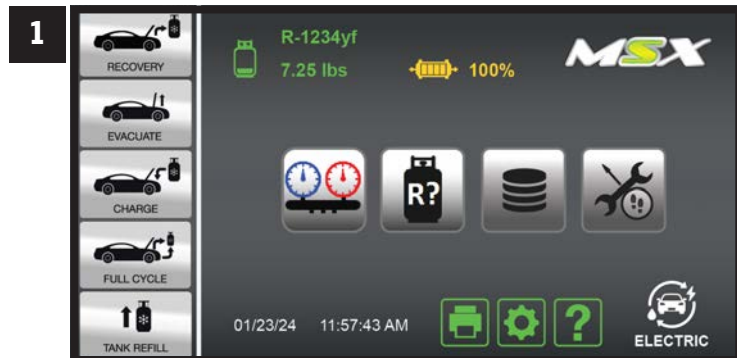 1
RECOVERY
EVACUATE
CHARGE
FULL CYCLE
TANK REFILL
R-1234yf
7.25 lbs
100%
MSX
R?
01/23/24 11:57:43 AM
?
ELECTRIC